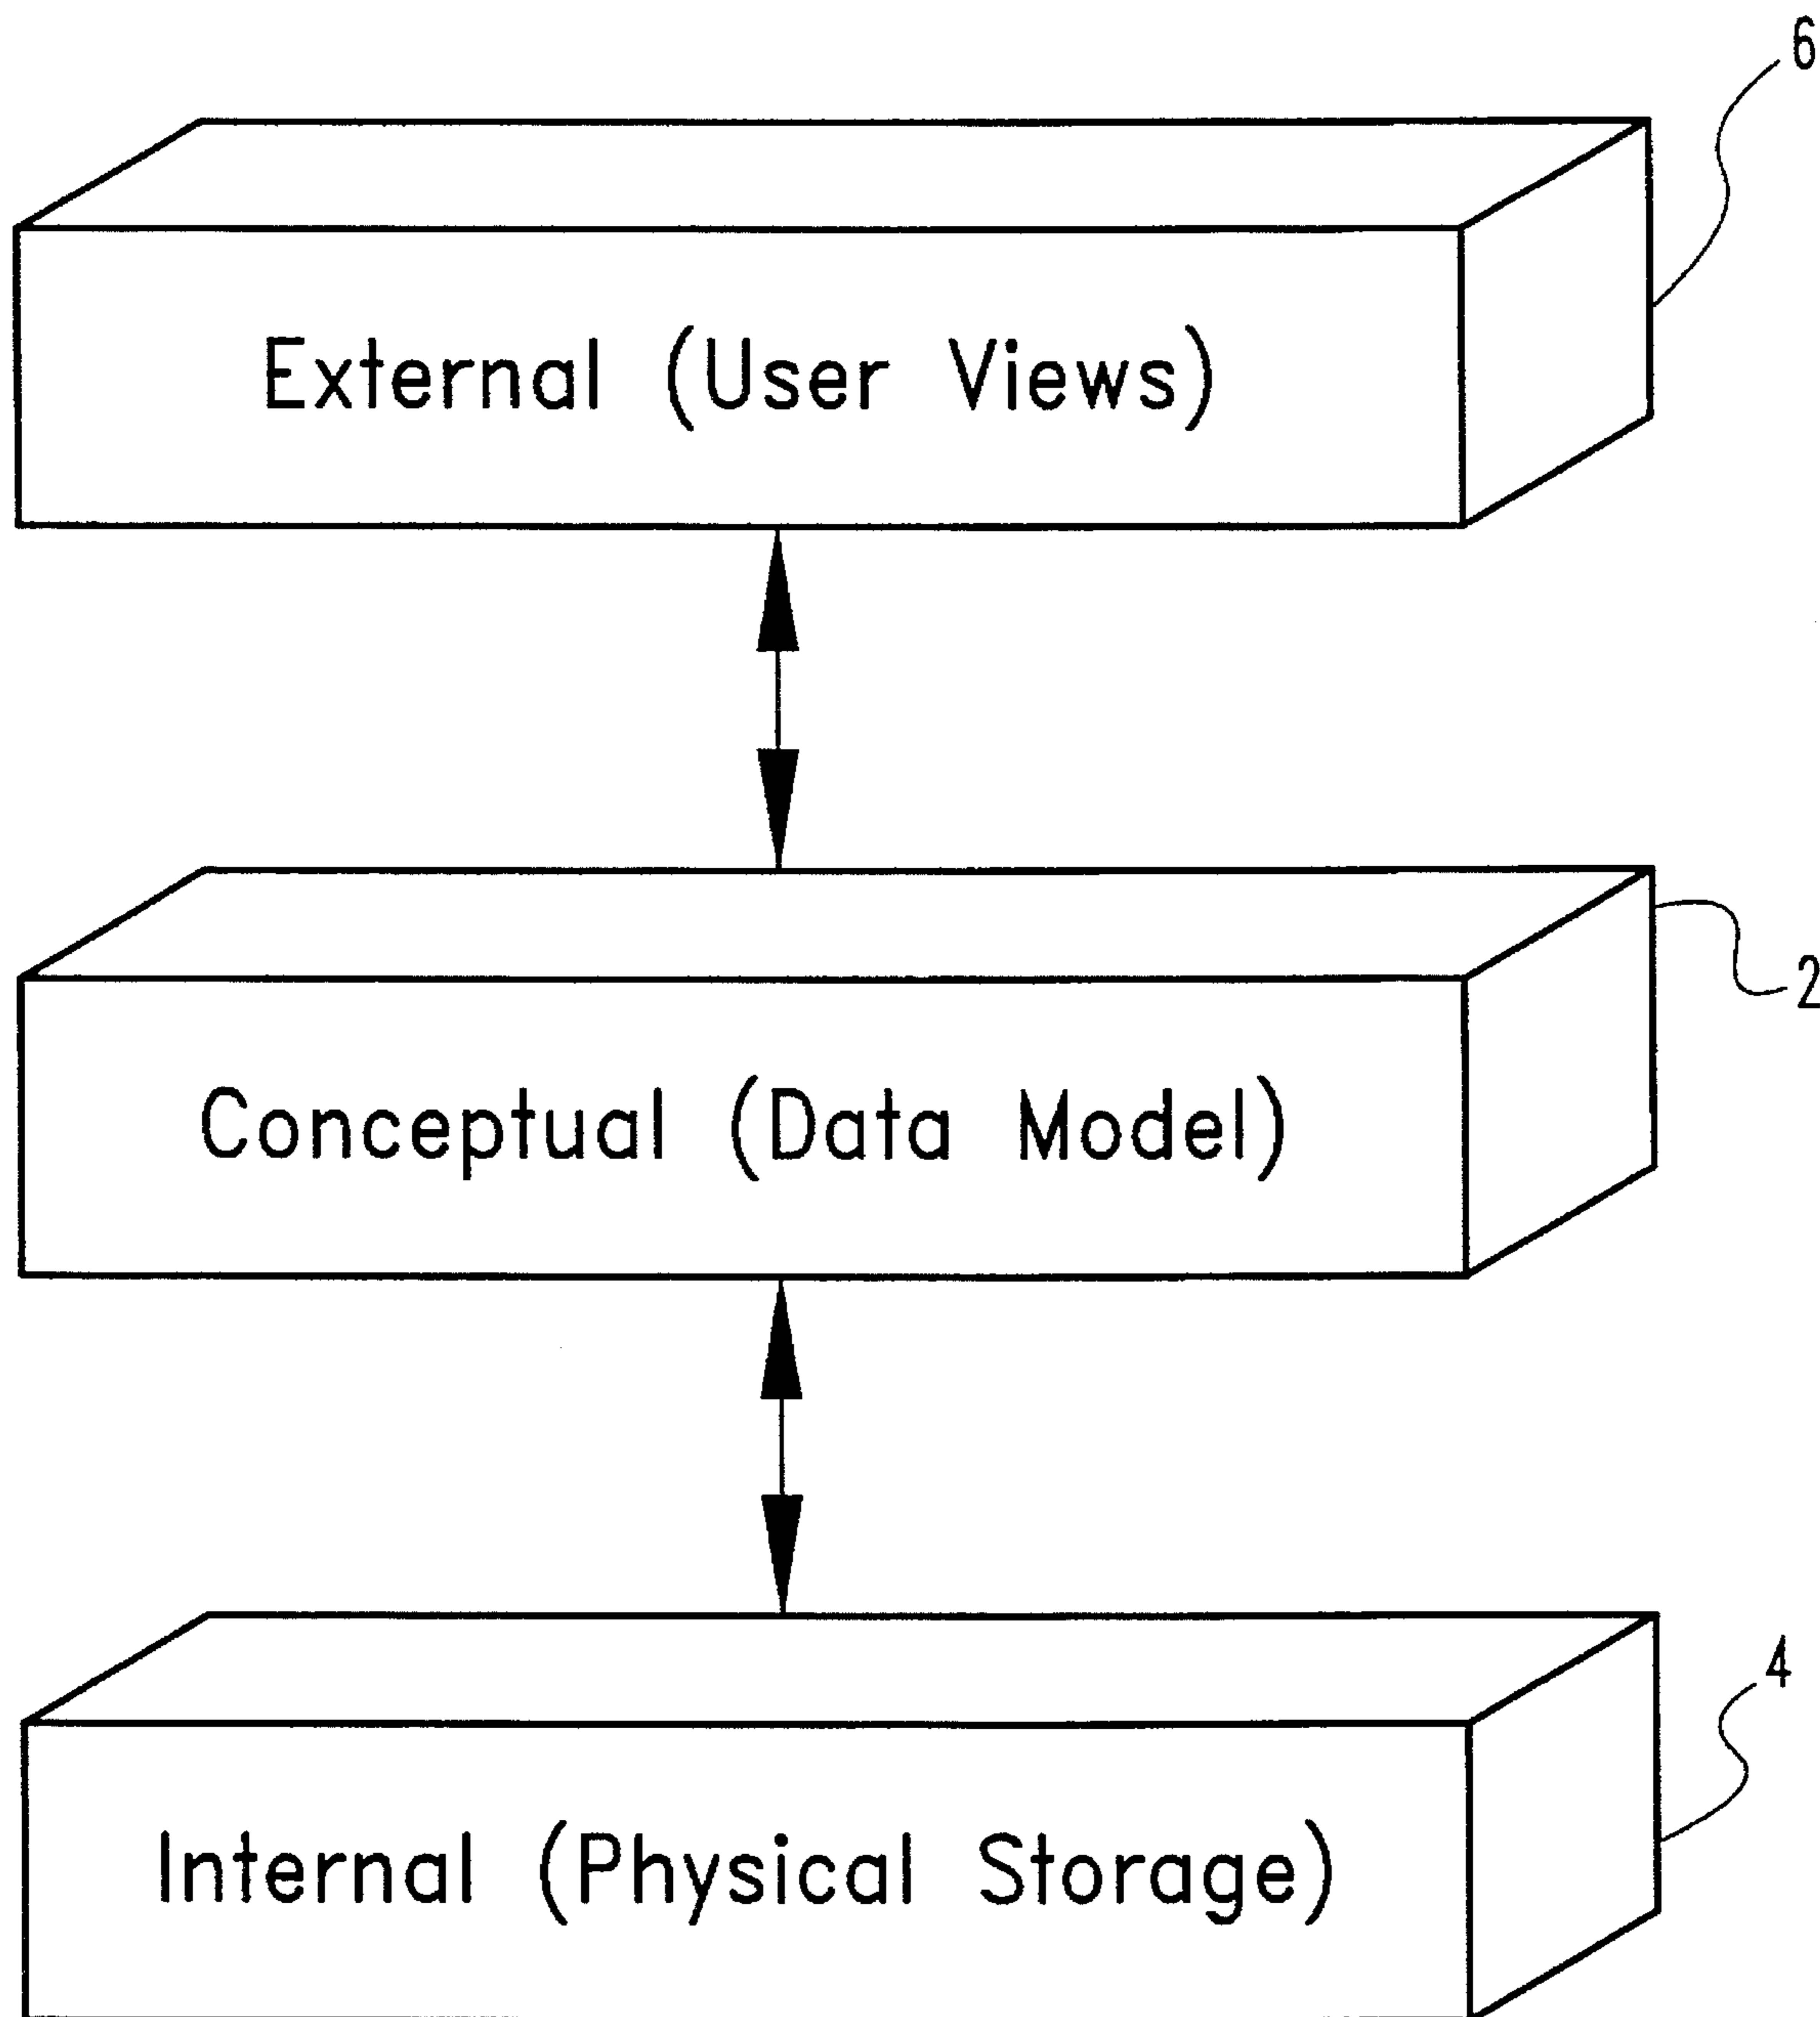 6
External (User Views)
2
Conceptual (Data Model)
4
Internal (Physical Storage)